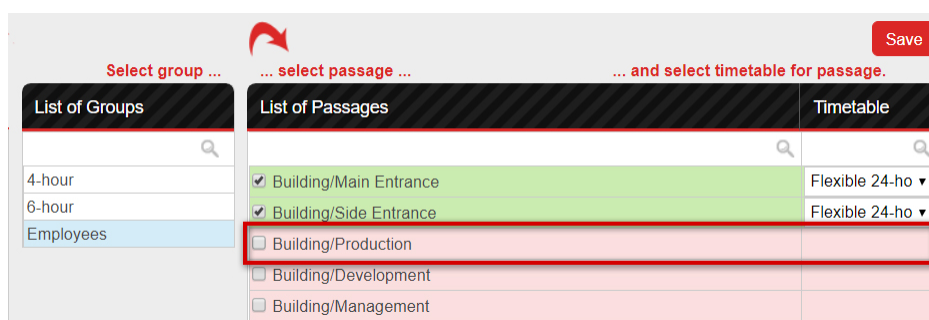 Save
Select group ... ... select passage ... ... and select timetable for passage.
List of Groups List of Passages Timetable
4-hour Building/Main Entrance Flexible 24-ho
6-hour Building/Side Entrance Flexible 24-ho
Employees Building/Production
Building/Development
Building/Management